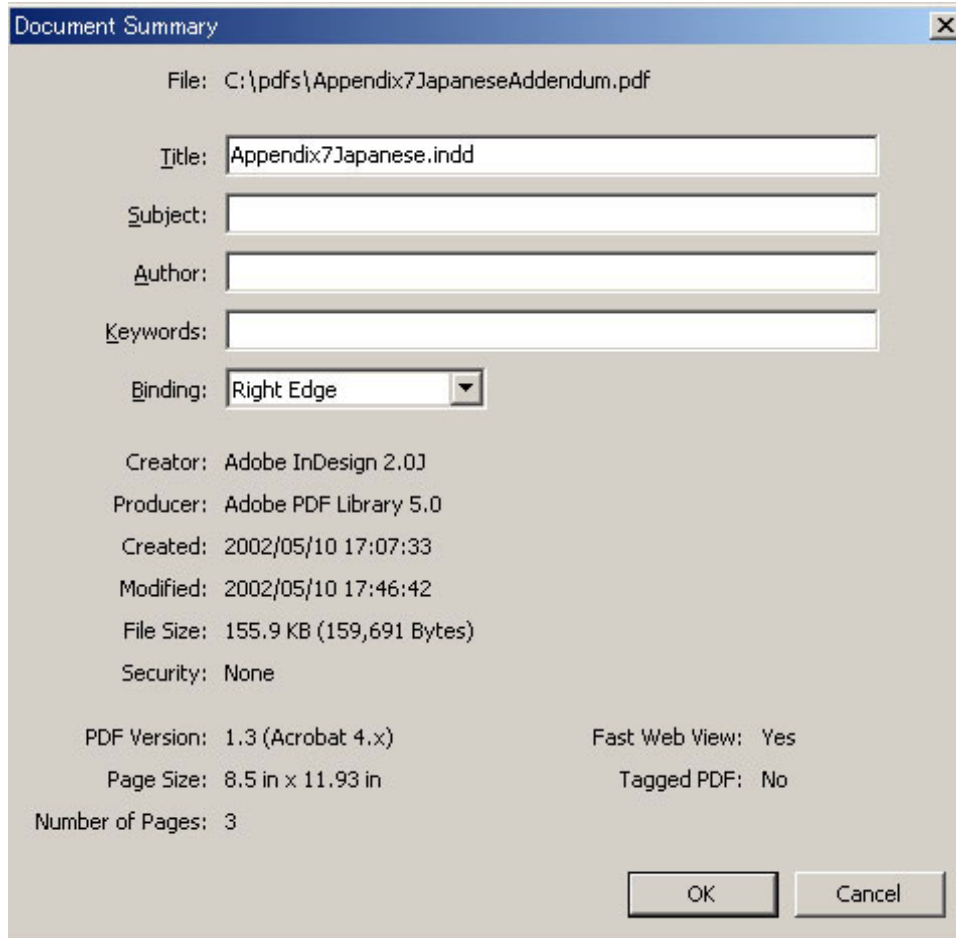 Document Summary
File: C:\pdfs\Appendix7JapaneseAddendum.pdf
Title: Appendix7Japanese.indd
Subject:
Author:
Keywords:
Binding: Right Edge
Creator: Adobe InDesign 2.0J
Producer: Adobe PDF Library 5.0
Created: 2002/05/10 17:07:33
Modified: 2002/05/10 17:46:42
File Size: 155.9 KB (159,691 Bytes)
Security: None
PDF Version: 1.3 (Acrobat 4.x) Fast Web View: Yes
Page Size: 8.5 in x 11.93 in Tagged PDF: No
Number of Pages: 3
OK Cancel